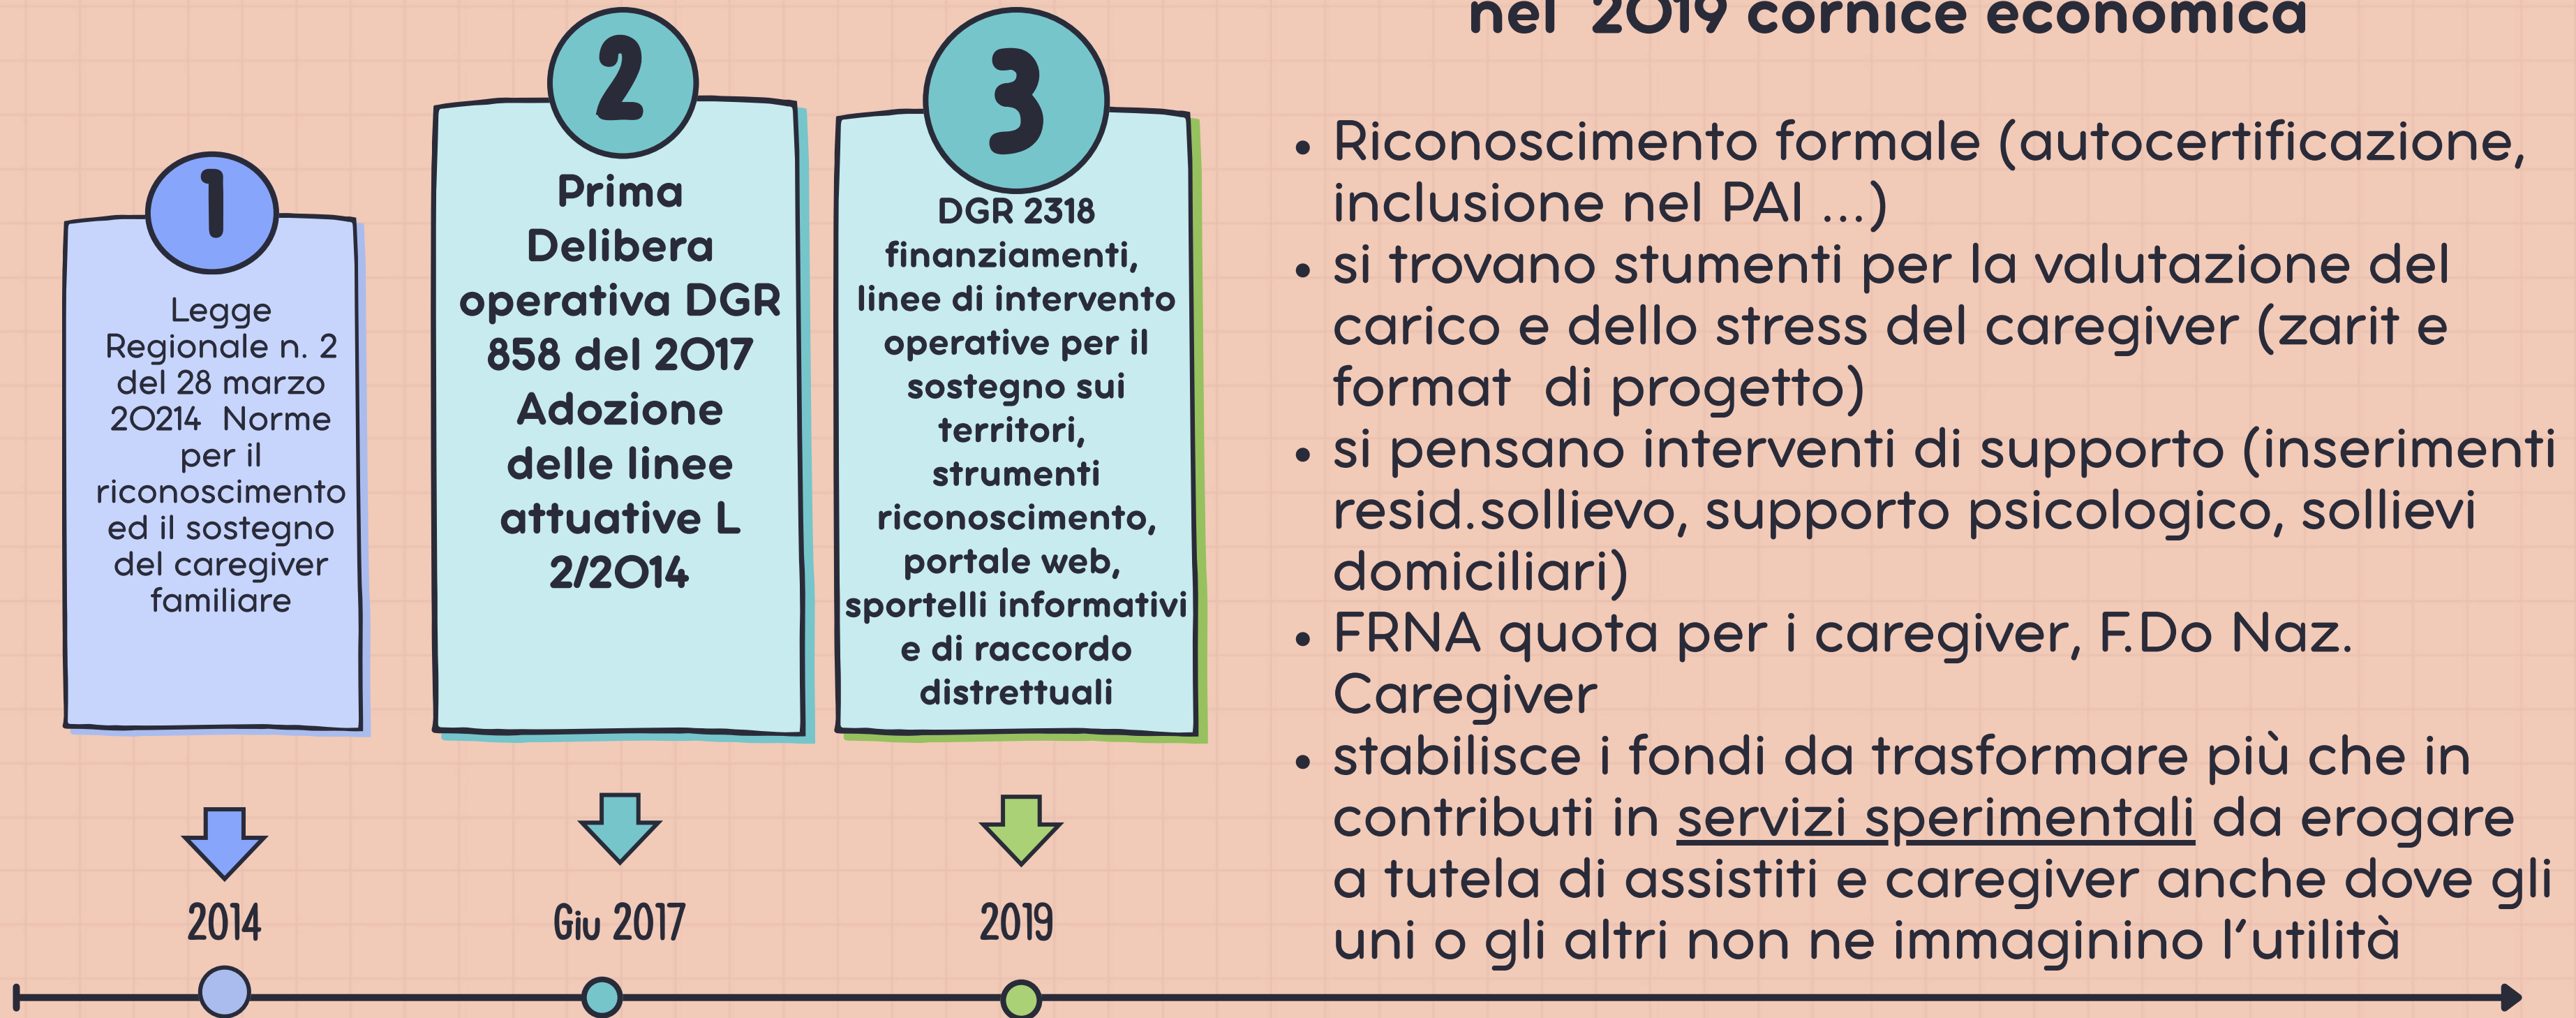 1
Legge
Regionale n. 2
del 28 marzo
20214 Norme
per il
riconoscimento
ed il sostegno
del caregiver
familiare
2014
2
Prima
Delibera
operativa DGR
858 del 2017
Adozione
delle linee
attuative L
2/2014
Giu 2017
3
DGR 2318
finanziamenti,
linee di intervento
operative per il
sostegno sui
territori,
strumenti
riconoscimento,
portale web,
sportelli informativi
e di raccordo
distrettuali
2019
nel 2019 cornice economica
• Riconoscimento formale (autocertificazione,
inclusione nel PAI ...)
• si trovano stumenti per la valutazione del
carico e dello stress del caregiver (zarit e
format di progetto)
• si pensano interventi di supporto (inserimenti
resid.sollievo, supporto psicologico, sollievi
domiciliari)
• FRNA quota per i caregiver, F.Do Naz.
Caregiver
• stabilisce i fondi da trasformare più che in
contributi in servizi sperimentali da erogare
a tutela di assistiti e caregiver anche dove gli
uni o gli altri non ne immaginino l'utilità